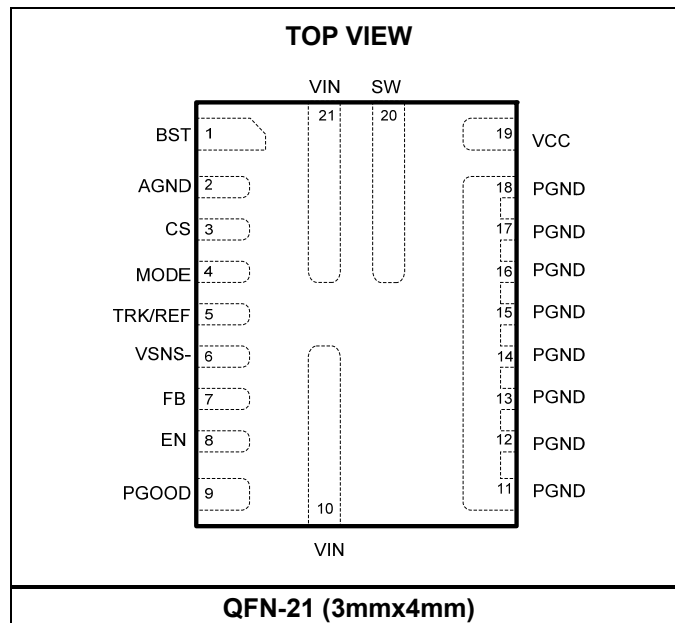 TOP VIEW
VIN SW
21 20
BST 1 19 VCC
AGND 2 18 PGND
CS 3 17 PGND
MODE 4 16 PGND
TRK/REF 5 15 PGND
VSNS- 6 14 PGND
FB 7 13 PGND
EN 8 12 PGND
PGOOD 9 11 PGND
10
VIN
QFN-21 (3mmx4mm)